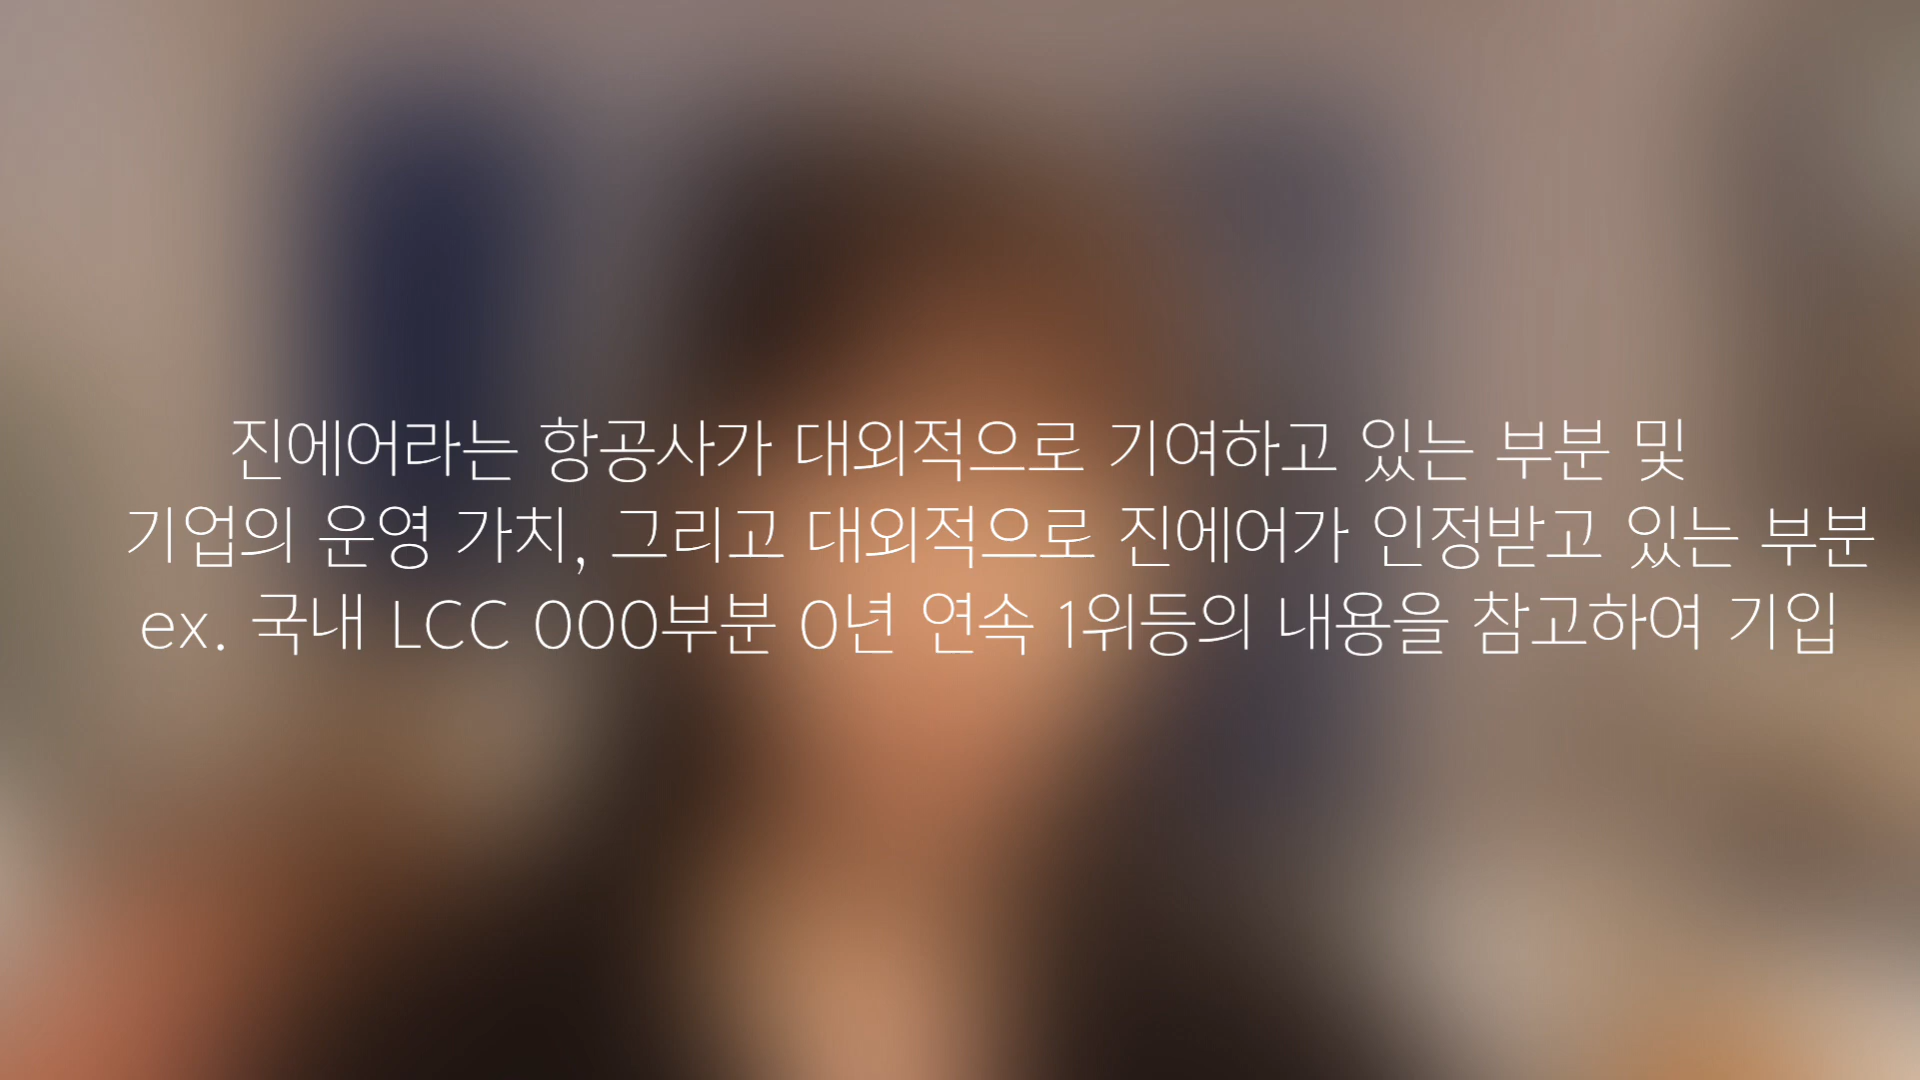 진에어라는 항공사가 대외적으로 기여하고 있는 부분 및
기업의 운영 가치, 그리고 대외적으로 진에어가 인정받고 있는 부분
ex. 국내 LCC 000부분 0년 연속 1위등의 내용을 참고하여 기입